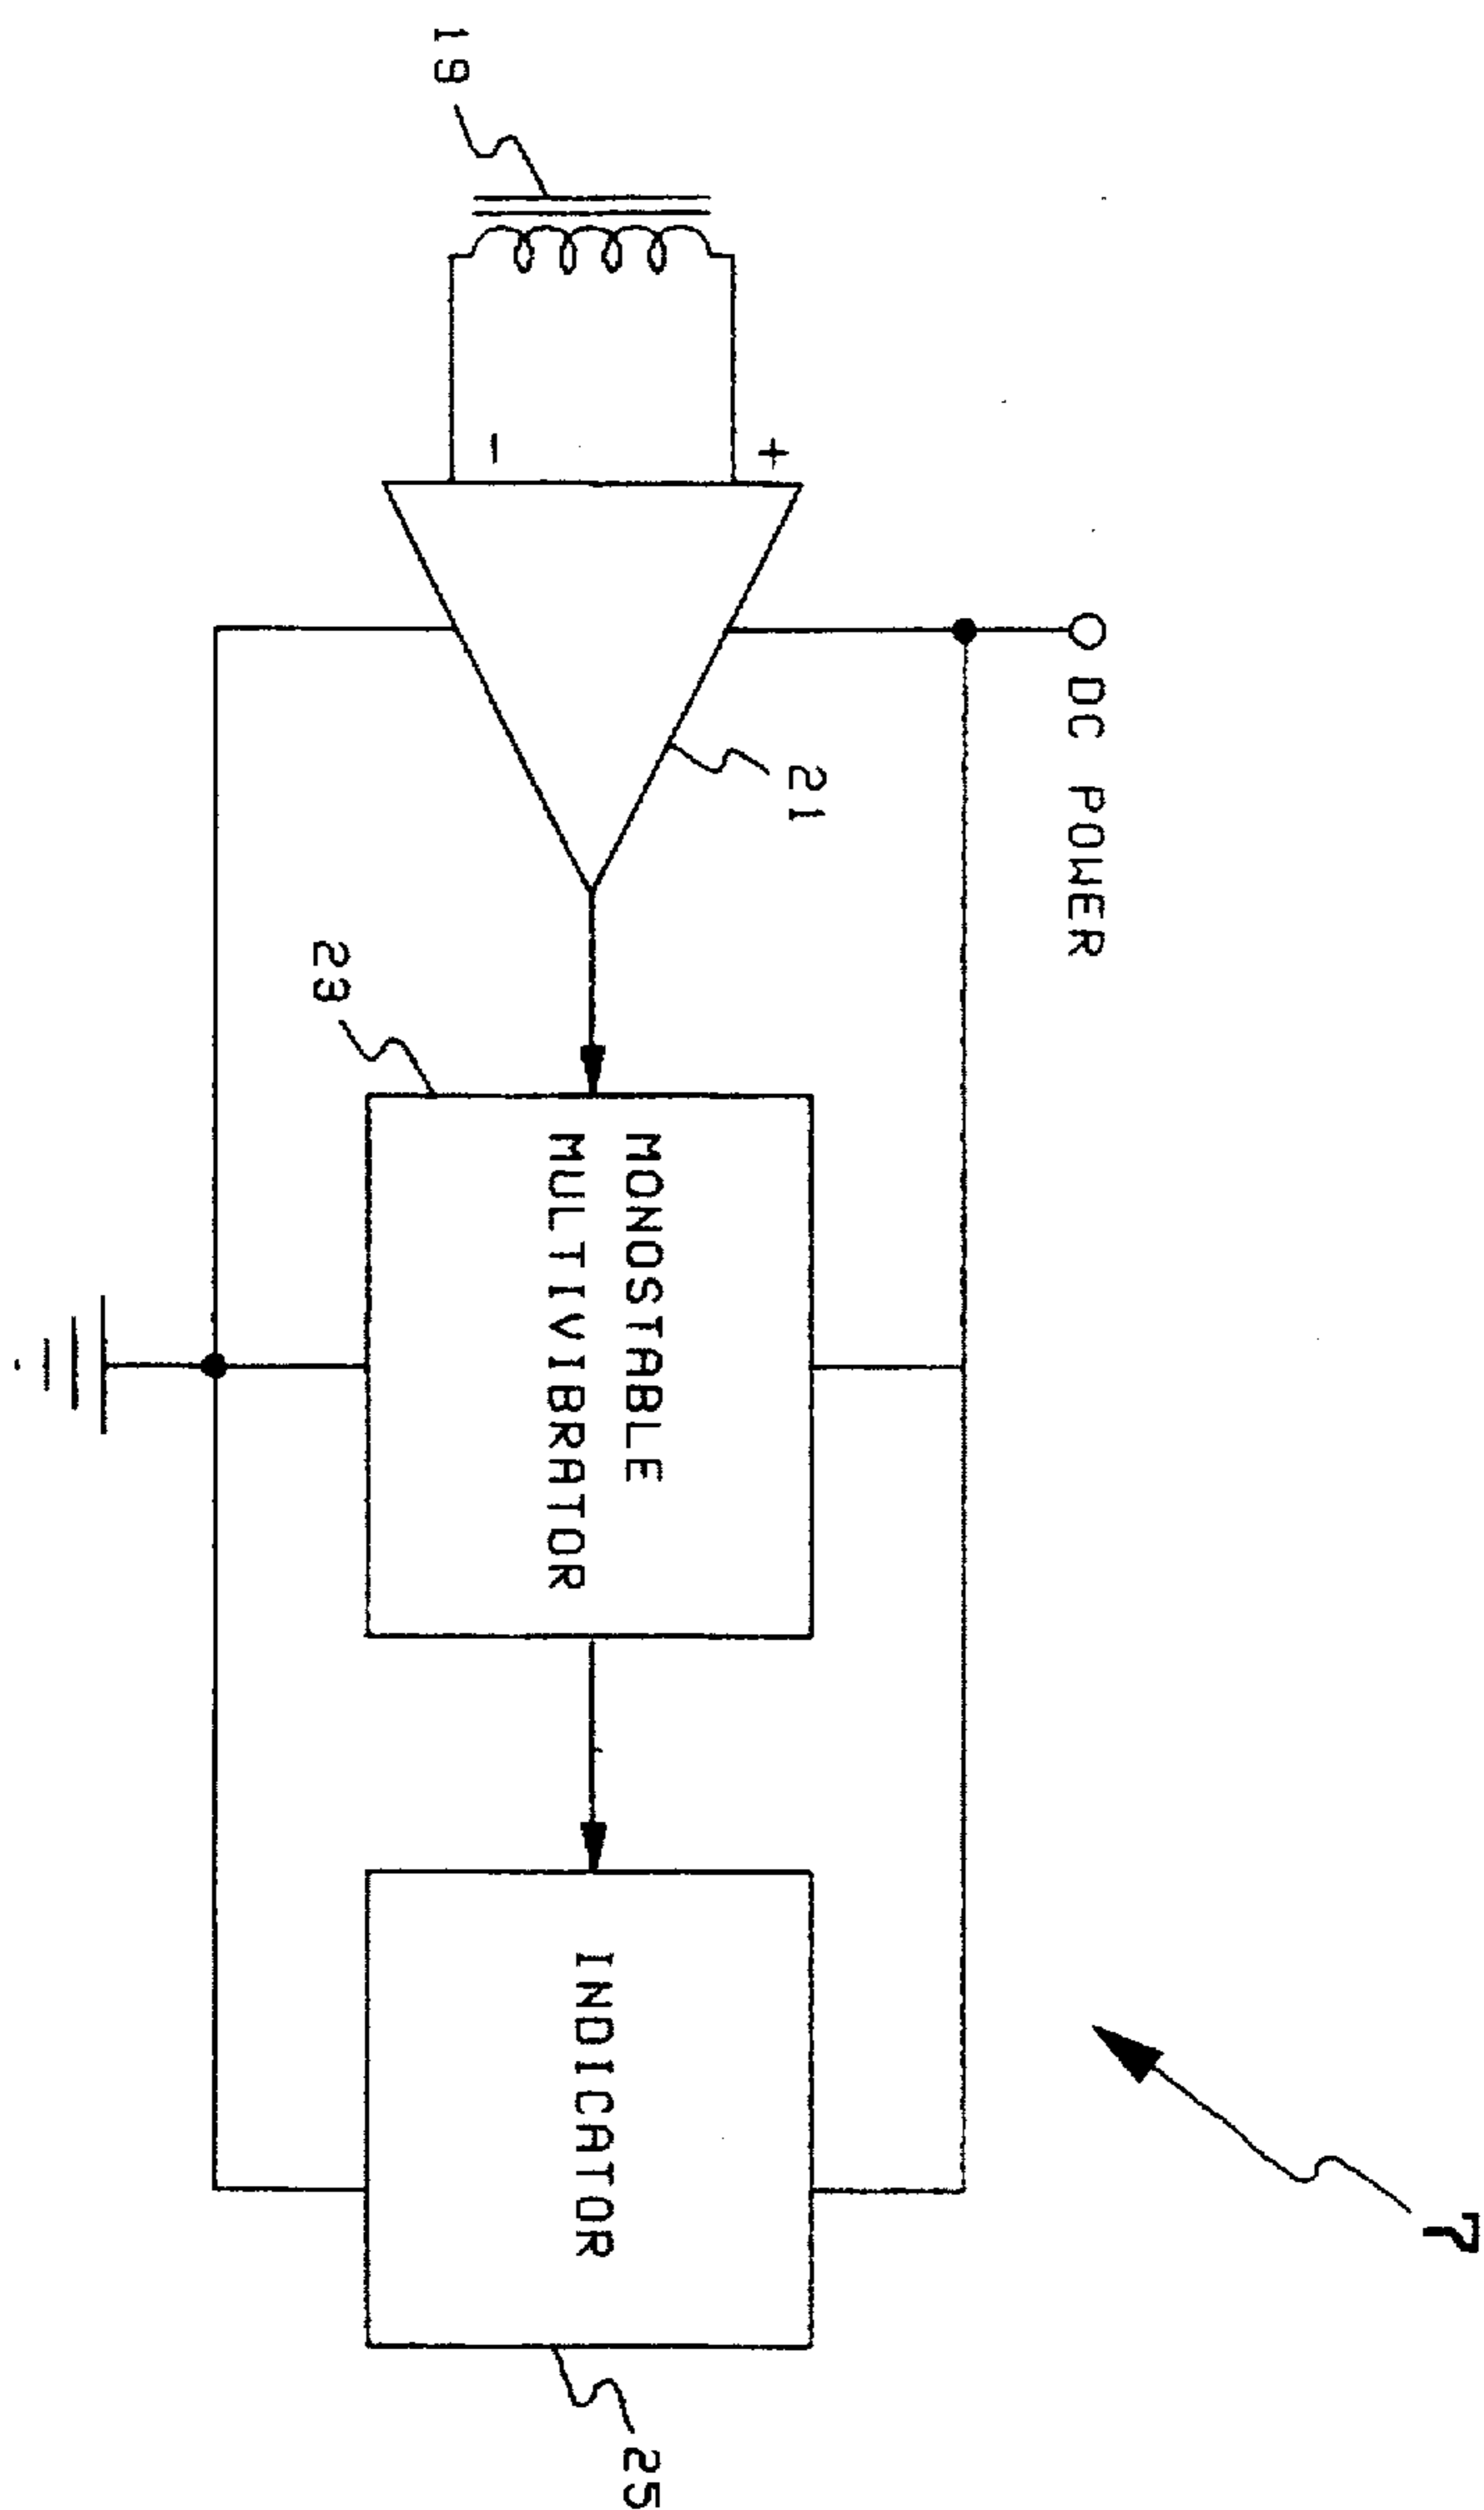 7
DC POWER
+
21
-
19
MONOSTABLE
MULTIVIBRATOR
23
INDICATOR
25